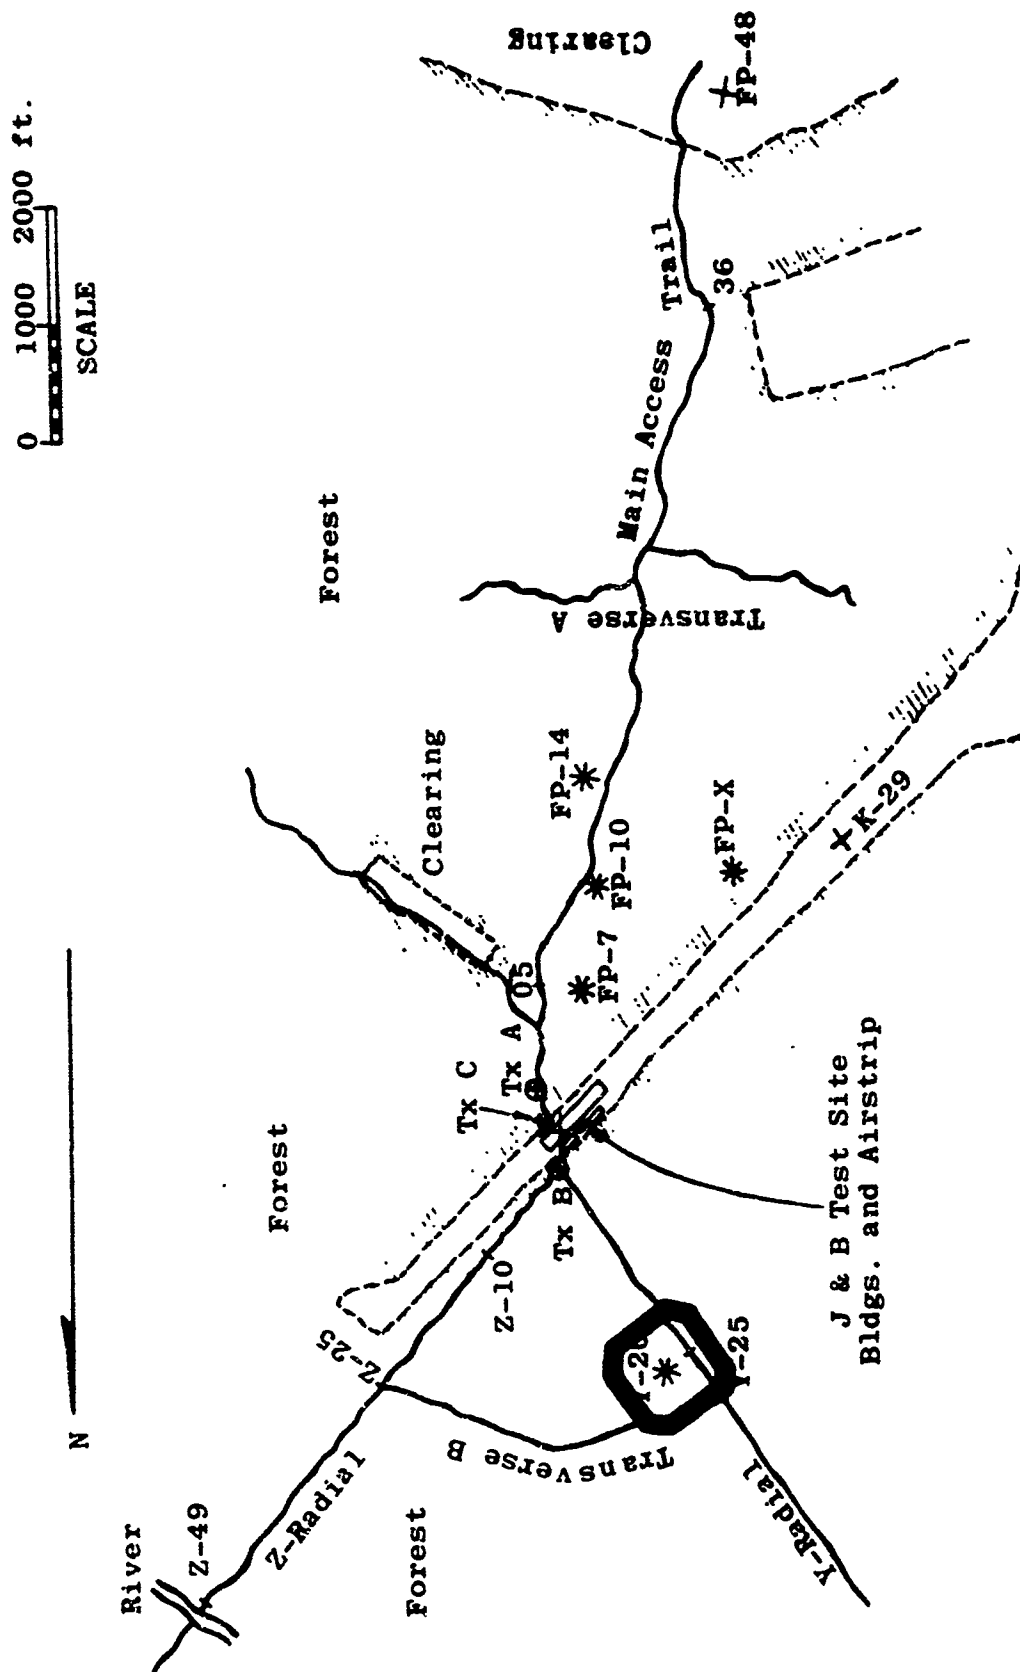 0 1000 2000 ft.
SCALE
N
River
Z-49
Forest
Forest
Forest
Clearing
Clearing
Z-Radial
Z-25
Z-10
Transverse B
Y-Radial
Y-25
Tx B
Tx C
Tx A
05
FP-7
FP-10
FP-14
FP-X
K-29
Transverse A
Main Access Trail
36
FP-48
J & B Test Site
Bldgs. and Airstrip